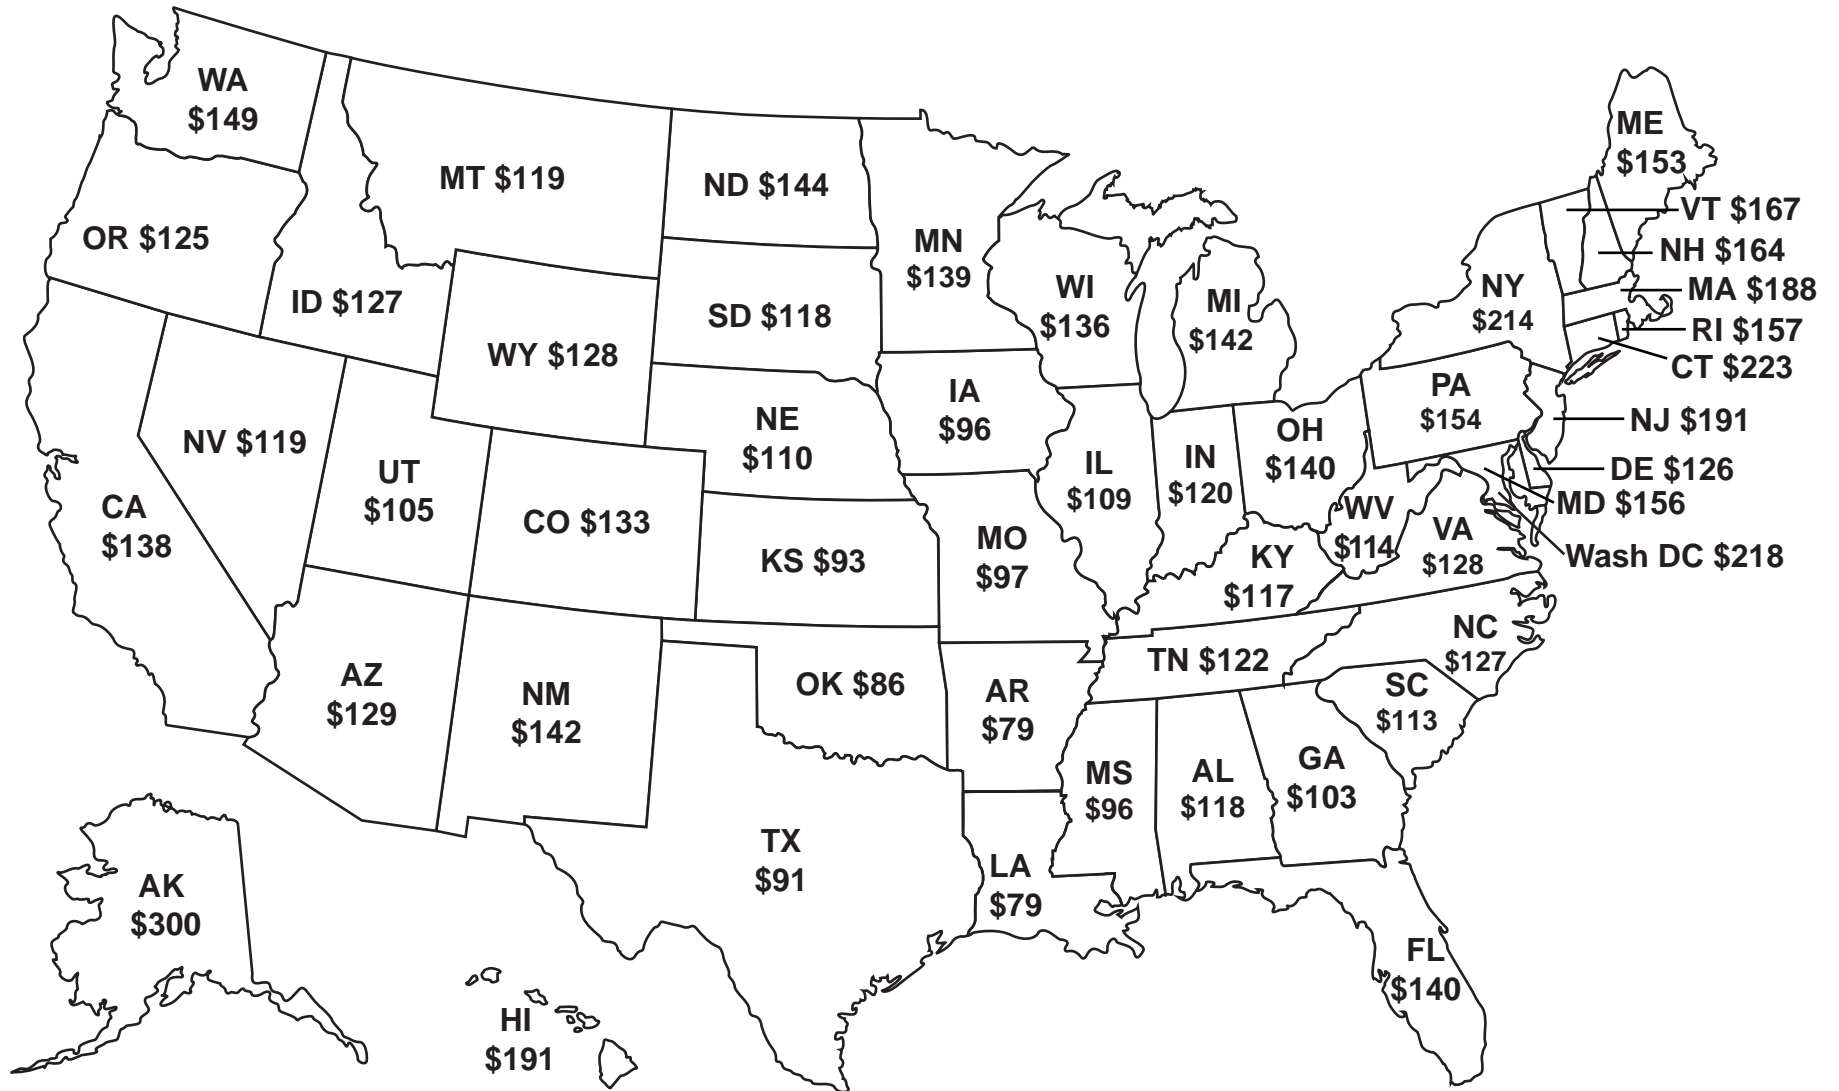 WA
$149
MT $119
ND $144
OR $125
ID $127
WY $128
SD $118
MN
$139
WI
$136
MI
$142
ME
$153
VT $167
NH $164
NY
$214
MA $188
RI $157
CT $223
PA
$154
NJ $191
DE $126
MD $156
Wash DC $218
NV $119
UT
$105
CA
$138
CO $133
NE
$110
IA
$96
KS $93
MO
$97
IL
$109
IN
$120
OH
$140
WV
$114
VA
$128
KY
$117
NC
$127
TN $122
SC
$113
AZ
$129
NM
$142
OK $86
AR
$79
TX
$91
LA
$79
MS
$96
AL
$118
GA
$103
FL
$140
AK
$300
HI
$191